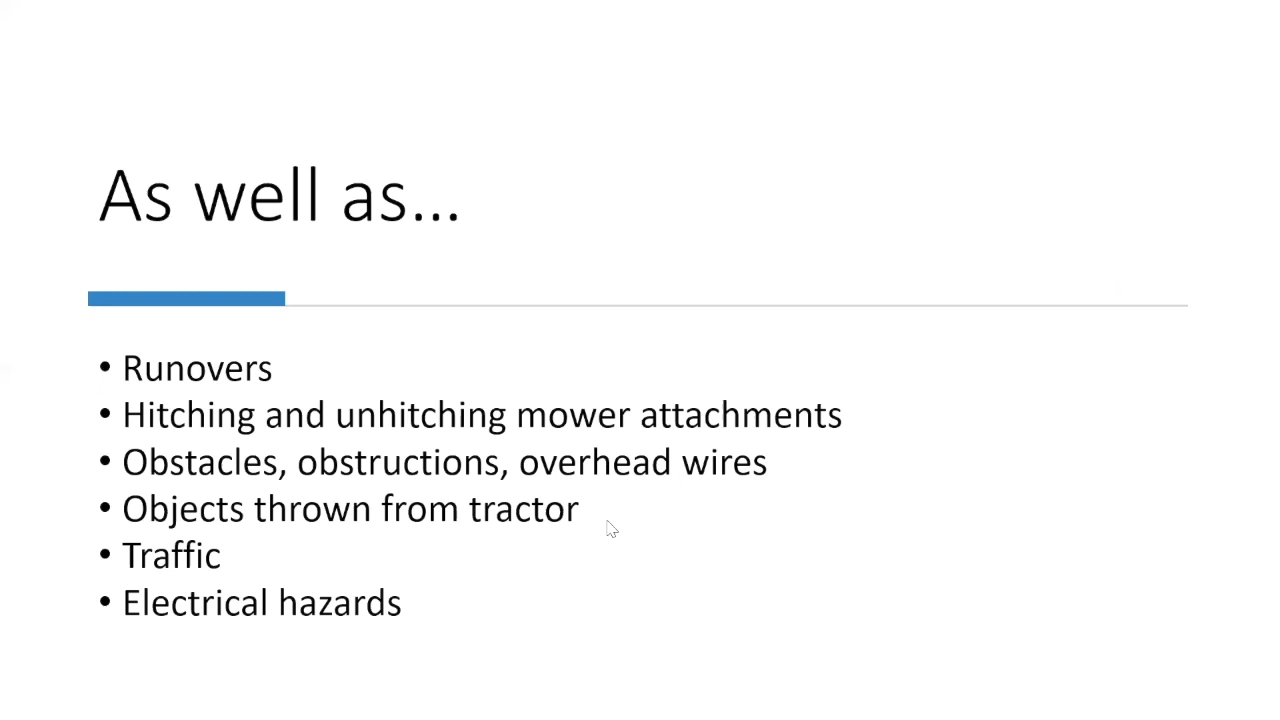 As well as...
• Runovers
• Hitching and unhitching mower attachments
• Obstacles, obstructions, overhead wires
• Objects thrown from tractor
• Traffic
• Electrical hazards